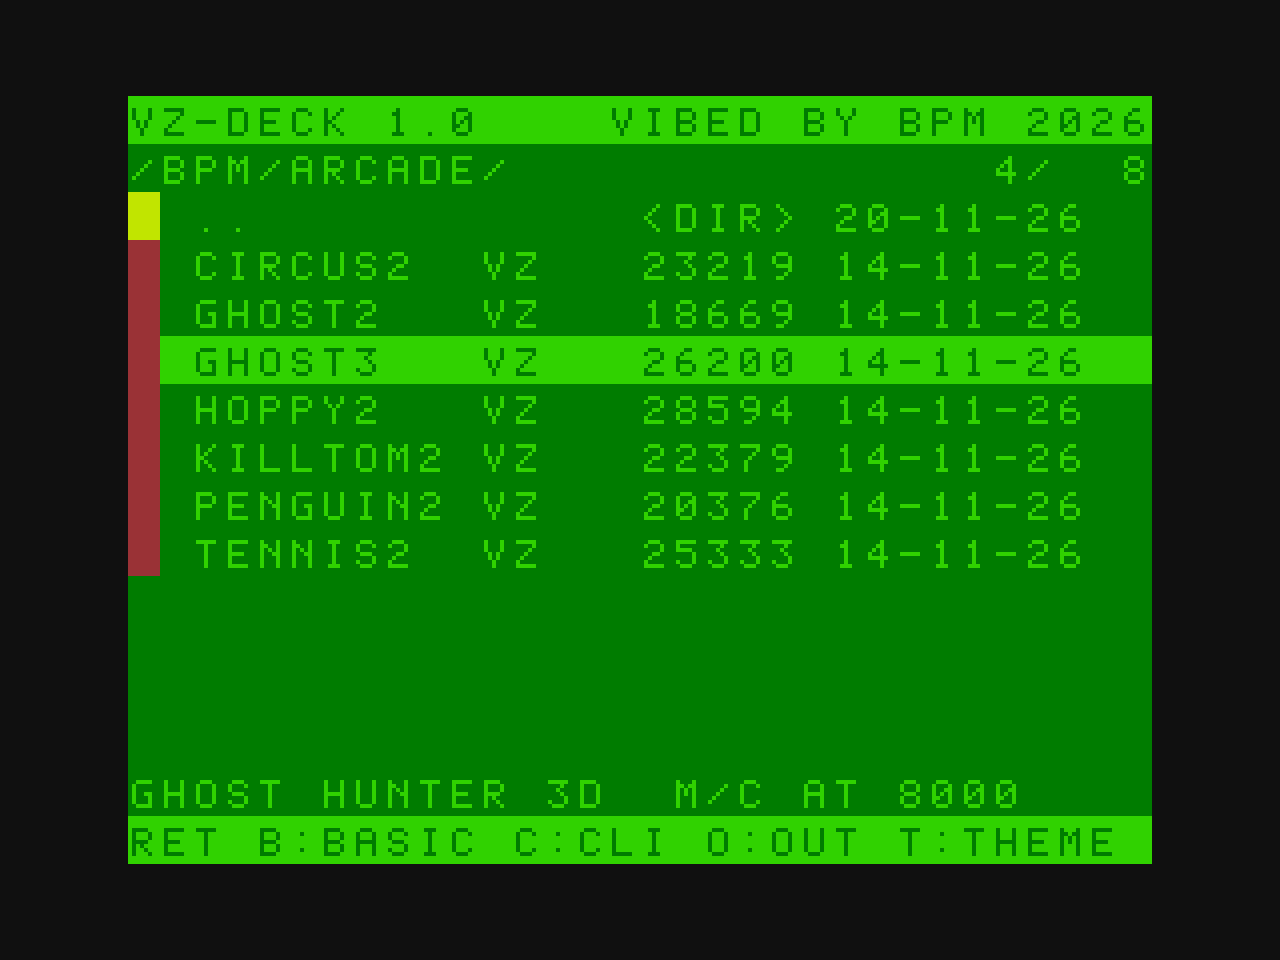 VZ-DECK 1.0 VIBED BY BPM 2026
/BPM/ARCADE/ 4/ 8
.. <DIR> 20-11-26
CIRCUS2 VZ 23219 14-11-26
GHOST2 VZ 18669 14-11-26
GHOST3 VZ 26200 14-11-26
HOPPY2 VZ 28594 14-11-26
KILLTOM2 VZ 22379 14-11-26
PENGUIN2 VZ 20376 14-11-26
TENNIS2 VZ 25333 14-11-26
GHOST HUNTER 3D M/C AT 8000
RET B:BASIC C:CLI O:OUT T:THEME